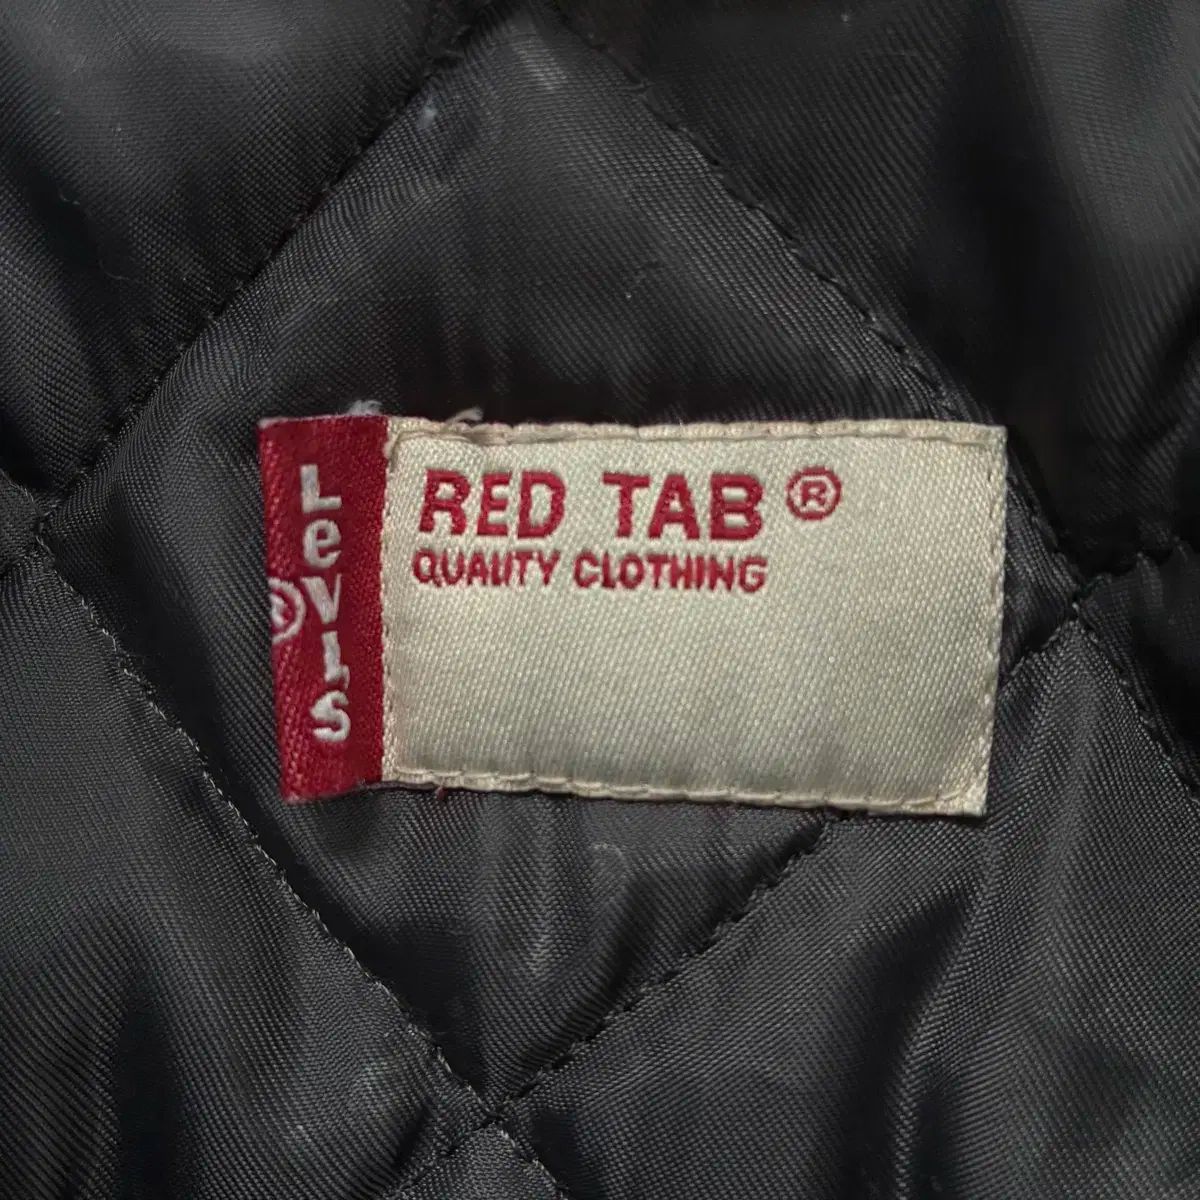 LeVI's
®
RED TAB ®
QUALITY CLOTHING